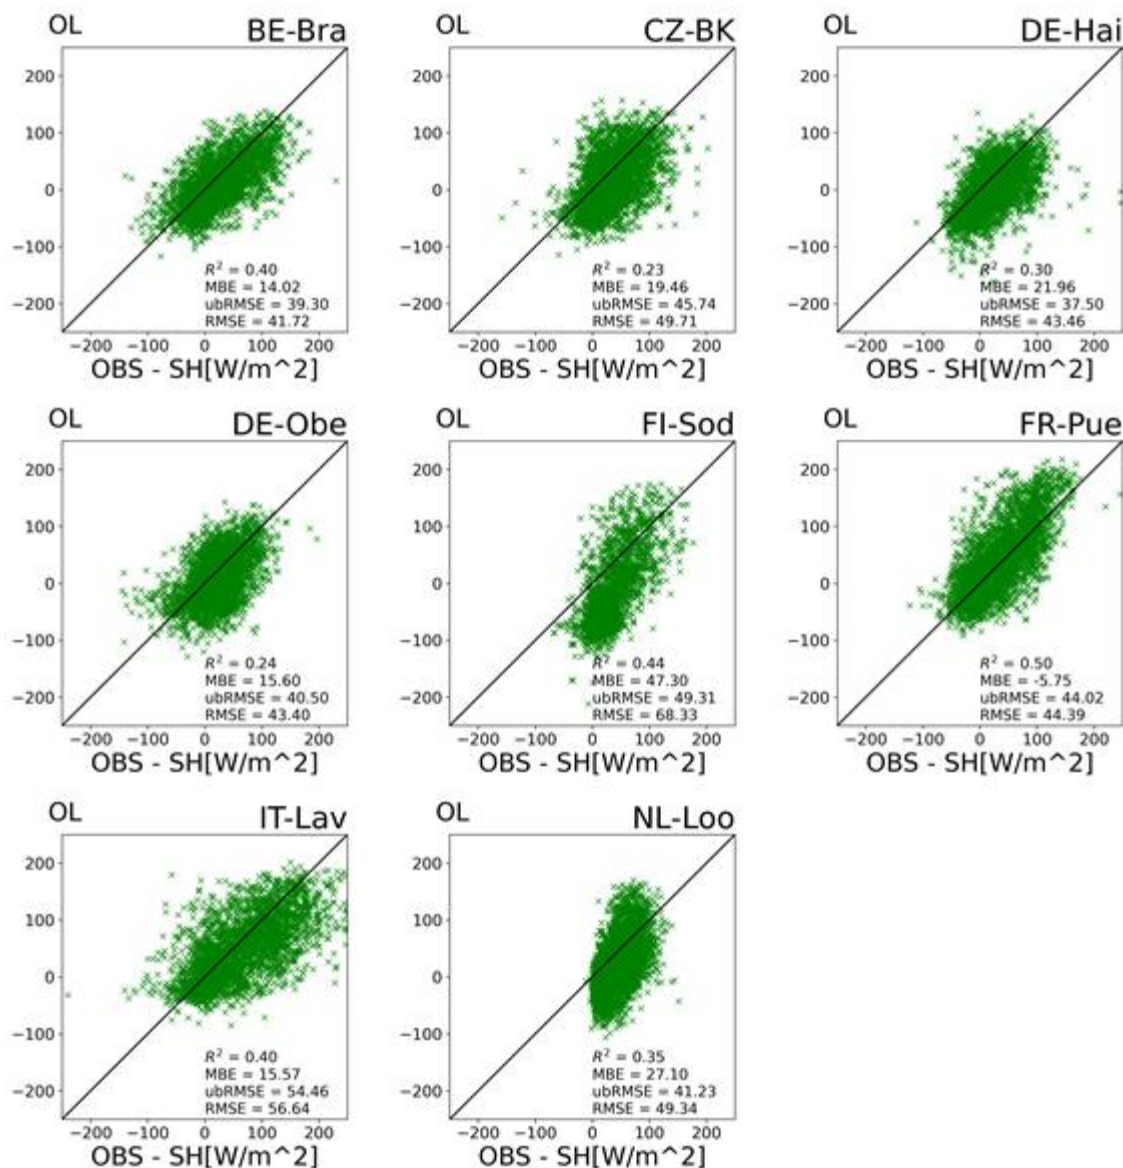 OL BE-Bra
200
100
0
−100
−200
R² = 0.40
MBE = 14.02
ubRMSE = 39.30
RMSE = 41.72
−200 −100 0 100 200
OBS - SH[W/m^2]
OL CZ-BK
200
100
0
−100
−200
R² = 0.23
MBE = 19.46
ubRMSE = 45.74
RMSE = 49.71
−200 −100 0 100 200
OBS - SH[W/m^2]
OL DE-Hai
200
100
0
−100
−200
R² = 0.30
MBE = 21.96
ubRMSE = 37.50
RMSE = 43.46
−200 −100 0 100 200
OBS - SH[W/m^2]
OL DE-Obe
200
100
0
−100
−200
R² = 0.24
MBE = 15.60
ubRMSE = 40.50
RMSE = 43.40
−200 −100 0 100 200
OBS - SH[W/m^2]
OL FI-Sod
200
100
0
−100
−200
R² = 0.44
MBE = 47.30
ubRMSE = 49.31
RMSE = 68.33
−200 −100 0 100 200
OBS - SH[W/m^2]
OL FR-Pue
200
100
0
−100
−200
R² = 0.50
MBE = -5.75
ubRMSE = 44.02
RMSE = 44.39
−200 −100 0 100 200
OBS - SH[W/m^2]
OL IT-Lav
200
100
0
−100
−200
R² = 0.40
MBE = 15.57
ubRMSE = 54.46
RMSE = 56.64
−200 −100 0 100 200
OBS - SH[W/m^2]
OL NL-Loo
200
100
0
−100
−200
R² = 0.35
MBE = 27.10
ubRMSE = 41.23
RMSE = 49.34
−200 −100 0 100 200
OBS - SH[W/m^2]